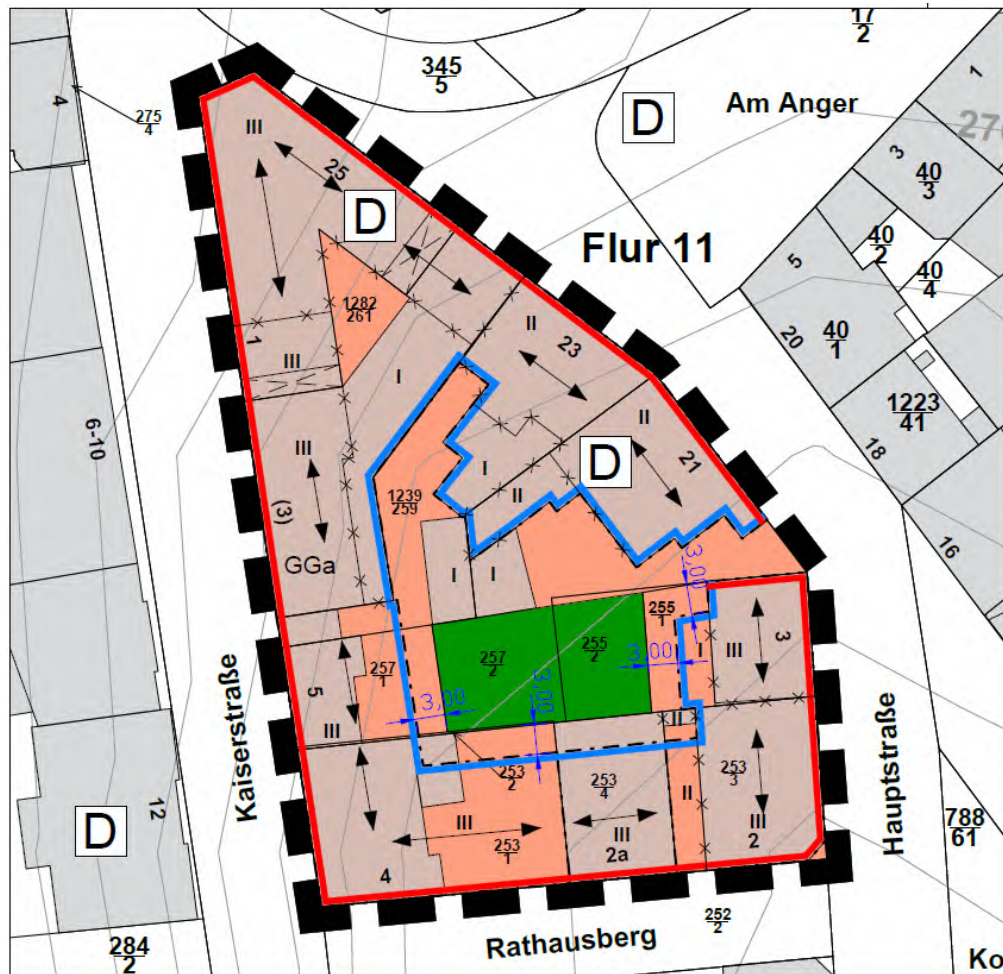 17
2
345
5
275
4
4
D
Am Anger
1
3
40
3
III
25
D
Flur 11
40
2
40
4
5
20
40
1
1282
261
1
III
II
23
I
1223
41
6-10
III
II
21
18
D
I
II
1239
259
(3)
GGa
16
3,00
I
I
255
1
257
2
255
2
3,00
I
III
3
257
1
5
3,00
3,00
III
II
Kaiserstraße
253
2
253
4
253
3
Hauptstraße
D
12
III
II
III
III
253
1
2a
2
788
61
4
252
2
Rathausberg
284
2
Ko